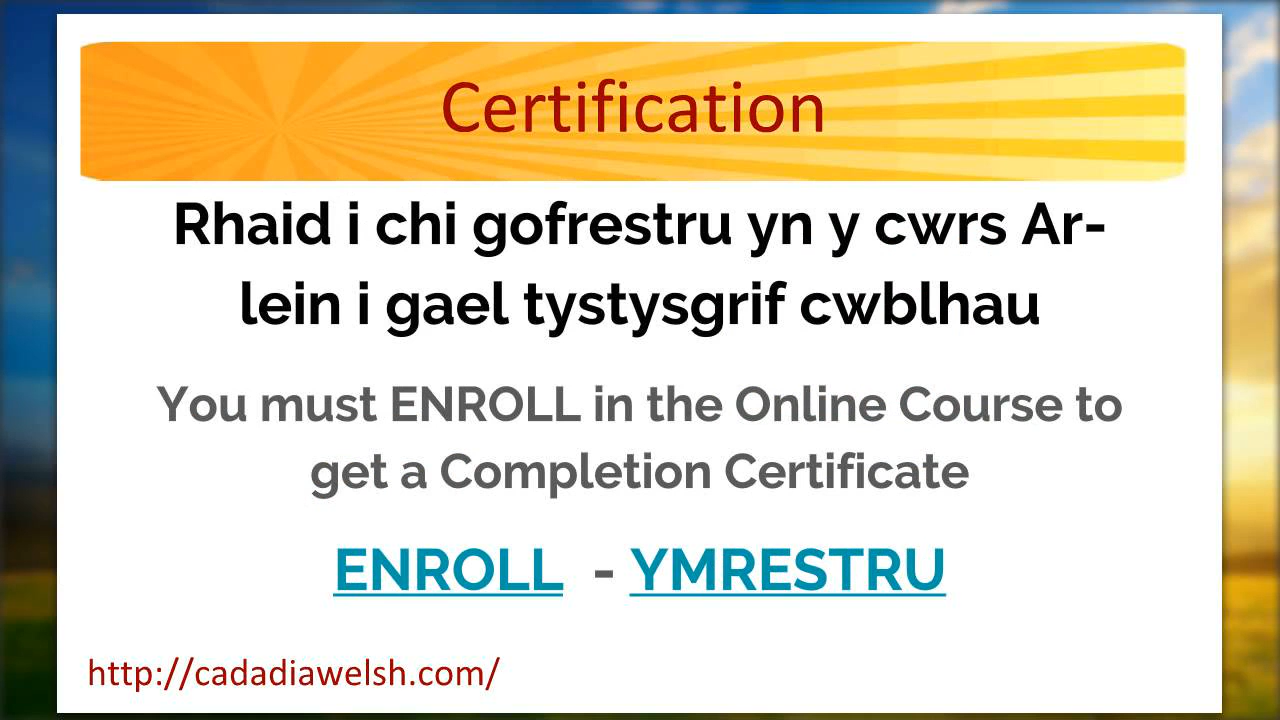 Certification
Rhaid i chi gofrestru yn y cwrs Ar-
lein i gael tystysgrif cwblhau
You must ENROLL in the Online Course to
get a Completion Certificate
ENROLL - YMRESTRU
http://cadadiawelsh.com/